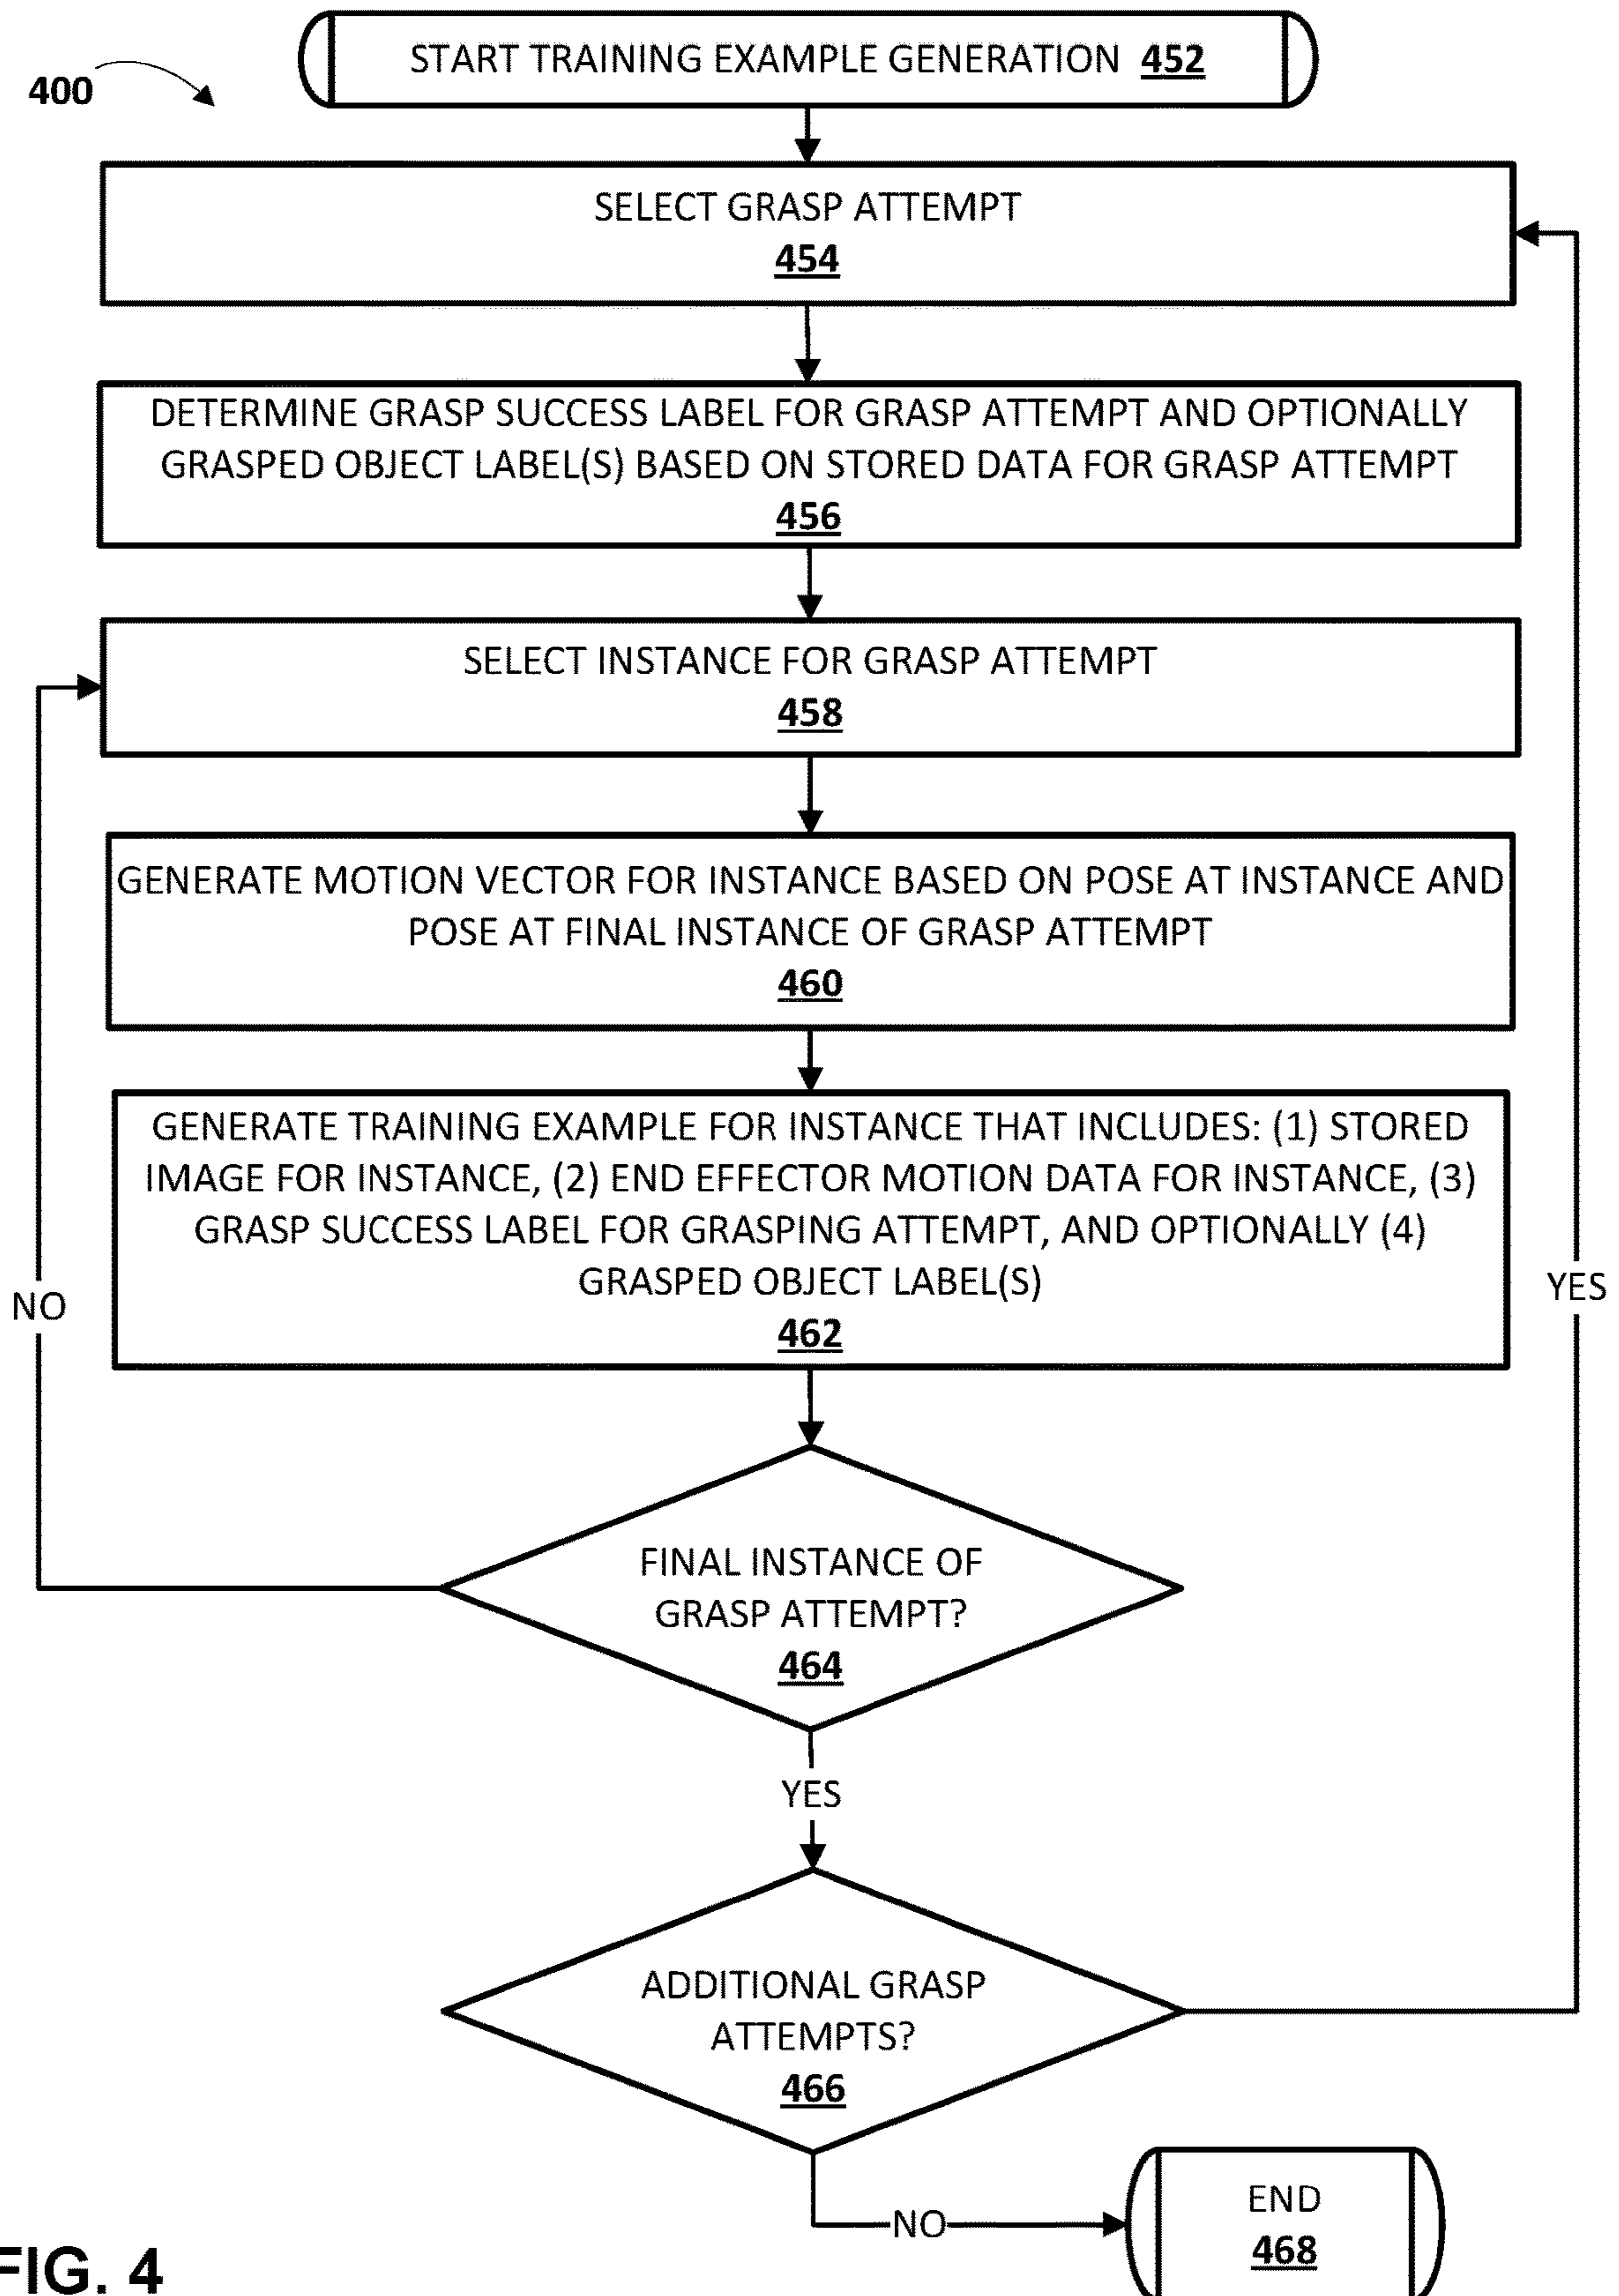 START TRAINING EXAMPLE GENERATION 452
400
SELECT GRASP ATTEMPT
454
DETERMINE GRASP SUCCESS LABEL FOR GRASP ATTEMPT AND OPTIONALLY
GRASPED OBJECT LABEL(S) BASED ON STORED DATA FOR GRASP ATTEMPT
456
SELECT INSTANCE FOR GRASP ATTEMPT
458
GENERATE MOTION VECTOR FOR INSTANCE BASED ON POSE AT INSTANCE AND
POSE AT FINAL INSTANCE OF GRASP ATTEMPT
460
GENERATE TRAINING EXAMPLE FOR INSTANCE THAT INCLUDES: (1) STORED
IMAGE FOR INSTANCE, (2) END EFFECTOR MOTION DATA FOR INSTANCE, (3)
GRASP SUCCESS LABEL FOR GRASPING ATTEMPT, AND OPTIONALLY (4)
GRASPED OBJECT LABEL(S)
462
NO
YES
FINAL INSTANCE OF
GRASP ATTEMPT?
464
YES
ADDITIONAL GRASP
ATTEMPTS?
466
NO
END
468
FIG. 4